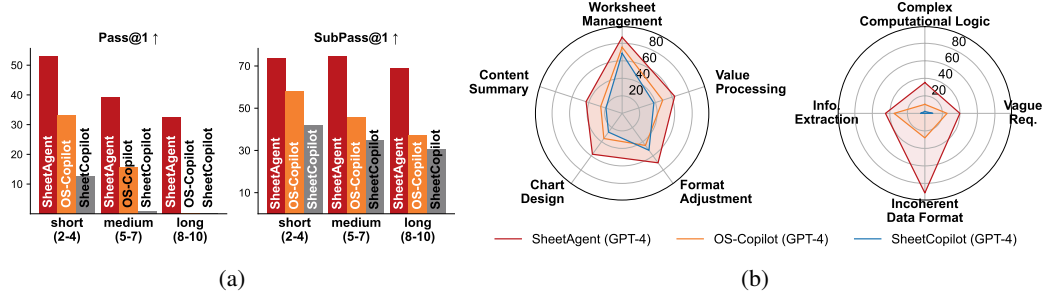 Pass@1 ↑
50
40
30
20
10
SheetAgent
OS-Copilot
SheetCopilot
SheetAgent
OS-Copilot
SheetCopilot
SheetAgent
OS-Copilot
SheetCopilot
short
(2-4)
medium
(5-7)
long
(8-10)
SubPass@1 ↑
70
50
30
10
SheetAgent
OS-Copilot
SheetCopilot
SheetAgent
OS-Copilot
SheetCopilot
SheetAgent
OS-Copilot
SheetCopilot
short
(2-4)
medium
(5-7)
long
(8-10)
(a)
Worksheet
Management
80
60
40
20
Content
Summary
Value
Processing
Chart
Design
Format
Adjustment
Complex
Computational Logic
80
60
40
20
Info.
Extraction
Vague
Req.
Incoherent
Data Format
SheetAgent (GPT-4)
OS-Copilot (GPT-4)
SheetCopilot (GPT-4)
(b)